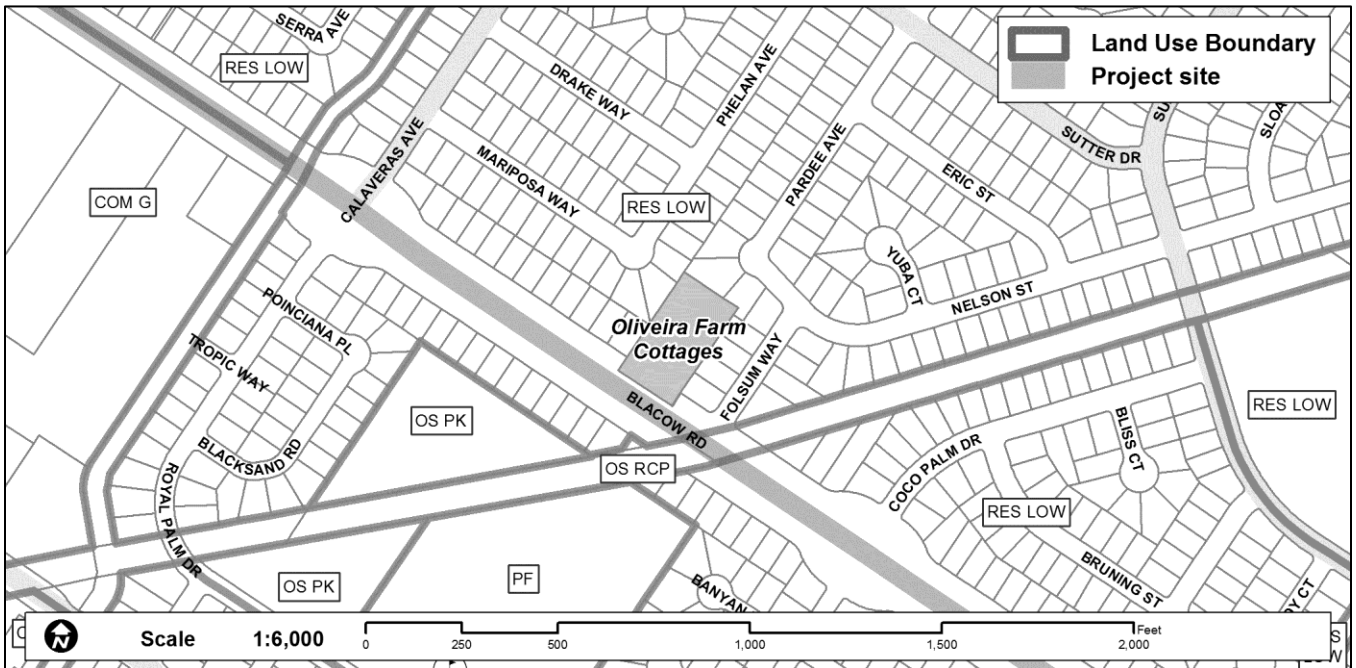 SERRA AVE
RES LOW
DRAKE WAY
PHELAN AVE
Land Use Boundary
Project site
SUTTER DR
CALAVERAS AVE
MARIPOSA WAY
PARDEE AVE
ERIC ST
COM G
RES LOW
YUBA CT
NELSON ST
POINCIANA PL
Oliveira Farm
Cottages
TROPIC WAY
FOLSUM WAY
BLACOW RD
RES LOW
OS PK
BLISS CT
BLACKSAND RD
COCO PALM DR
OS RCP
ROYAL PALM DR
RES LOW
BRUNING ST
OS PK
PF
BANYAN
N
Scale 1:6,000
0 250 500 1,000 1,500 2,000
Feet